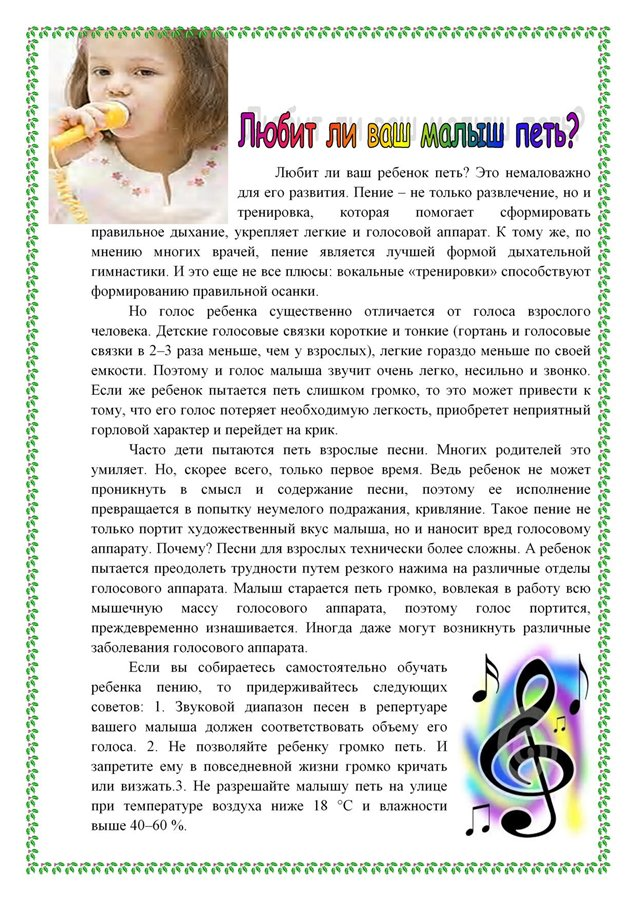 Любит ли ваш малыш петь?
Любит ли ваш ребенок петь? Это немаловажно
для его развития. Пение – не только развлечение, но и
тренировка, которая помогает сформировать
правильное дыхание, укрепляет легкие и голосовой аппарат. К тому же, по
мнению многих врачей, пение является лучшей формой дыхательной
гимнастики. И это еще не все плюсы: вокальные «тренировки» способствуют
формированию правильной осанки.
Но голос ребенка существенно отличается от голоса взрослого
человека. Детские голосовые связки короткие и тонкие (гортань и голосовые
связки в 2–3 раза меньше, чем у взрослых), легкие гораздо меньше по своей
емкости. Поэтому и голос малыша звучит очень легко, несильно и звонко.
Если же ребенок пытается петь слишком громко, то это может привести к
тому, что его голос потеряет необходимую легкость, приобретет неприятный
горловой характер и перейдет на крик.
Часто дети пытаются петь взрослые песни. Многих родителей это
умиляет. Но, скорее всего, только первое время. Ведь ребенок не может
проникнуть в смысл и содержание песни, поэтому ее исполнение
превращается в попытку неумелого подражания, кривляние. Такое пение не
только портит художественный вкус малыша, но и наносит вред голосовому
аппарату. Почему? Песни для взрослых технически более сложны. А ребенок
пытается преодолеть трудности путем резкого нажима на различные отделы
голосового аппарата. Малыш старается петь громко, вовлекая в работу всю
мышечную массу голосового аппарата, поэтому голос портится,
преждевременно изнашивается. Иногда даже могут возникнуть различные
заболевания голосового аппарата.
Если вы собираетесь самостоятельно обучать
ребенка пению, то придерживайтесь следующих
советов: 1. Звуковой диапазон песен в репертуаре
вашего малыша должен соответствовать объему его
голоса. 2. Не позволяйте ребенку громко петь. И
запретите ему в повседневной жизни громко кричать
или визжать.3. Не разрешайте малышу петь на улице
при температуре воздуха ниже 18 °С и влажности
выше 40–60 %.